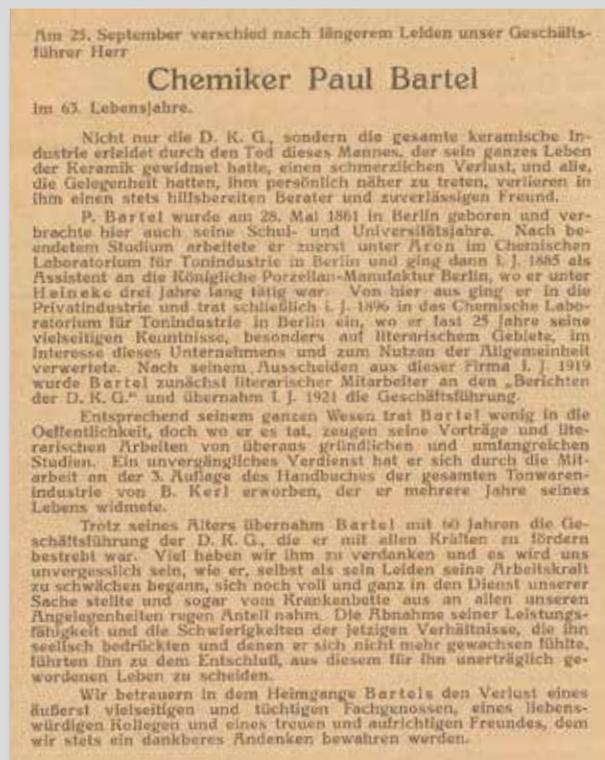 Am 25. September verschied nach längerem Leiden unser Geschäfts-
führer Herr
Chemiker Paul Bartel
im 63. Lebensjahre.
Nicht nur die D. K. G., sondern die gesamte keramische In-
dustrie erleidet durch den Tod dieses Mannes, der sein ganzes Leben
der Keramik gewidmet hatte, einen schmerzlichen Verlust, und alle,
die Gelegenheit hatten, ihm persönlich näher zu treten, verlieren in
ihm einen stets hilfsbereiten Berater und zuverlässigen Freund.
P. Bartel wurde am 28. Mai 1861 in Berlin geboren und ver-
brachte hier auch seine Schul- und Universitätsjahre. Nach be-
endetem Studium arbeitete er zuerst unter Aron im Chemischen
Laboratorium für Tonindustrie in Berlin und ging dann i. J. 1885 als
Assistent an die Königliche Porzellan-Manufaktur Berlin, wo er unter
Heineke drei Jahre lang tätig war. Von hier aus ging er in die
Privatindustrie und trat schließlich i. J. 1896 in das Chemische Labo-
ratorium für Tonindustrie in Berlin ein, wo er fast 25 Jahre seine
vielseitigen Kenntnisse, besonders auf literarischem Gebiete, im
Interesse dieses Unternehmens und zum Nutzen der Allgemeinheit
verwertete. Nach seinem Ausscheiden aus dieser Firma i. J. 1919
wurde Bartel zunächst literarischer Mitarbeiter an den „Berichten
der D. K. G.“ und übernahm i. J. 1921 die Geschäftsführung.
Entsprechend seinem ganzen Wesen trat Bartel wenig in die
Oeffentlichkeit, doch wo er es tat, zeugen seine Vorträge und lite-
rarischen Arbeiten von überaus gründlichen und umfangreichen
Studien. Ein unvergängliches Verdienst hat er sich durch die Mit-
arbeit an der 3. Auflage des Handbuches der gesamten Tonwaren-
industrie von B. Kerl erworben, der er mehrere Jahre seines
Lebens widmete.
Trotz seines Alters übernahm Bartel mit 60 Jahren die Ge-
schäftsführung der D. K. G., die er mit allen Kräften zu fördern
bestrebt war. Viel haben wir ihm zu verdanken und es wird uns
unvergesslich sein, wie er, selbst als sein Leiden seine Arbeitskraft
zu schwächen begann, sich noch voll und ganz in den Dienst unserer
Sache stellte und sogar vom Krankenbette aus an allen unseren
Angelegenheiten regen Anteil nahm. Die Abnahme seiner Leistungs-
fähigkeit und die Schwierigkeiten der jetzigen Verhältnisse, die ihn
seelisch bedrückten und denen er sich nicht mehr gewachsen fühlte,
führten ihn zu dem Entschluß, aus diesem für ihn unerträglich ge-
wordenen Leben zu scheiden.
Wir betrauern in dem Heimgange Bartels den Verlust eines
äußerst vielseitigen und tüchtigen Fachgenossen, eines liebens-
würdigen Kollegen und eines treuen und aufrichtigen Freundes, dem
wir stets ein dankberes Andenken bewahren werden.